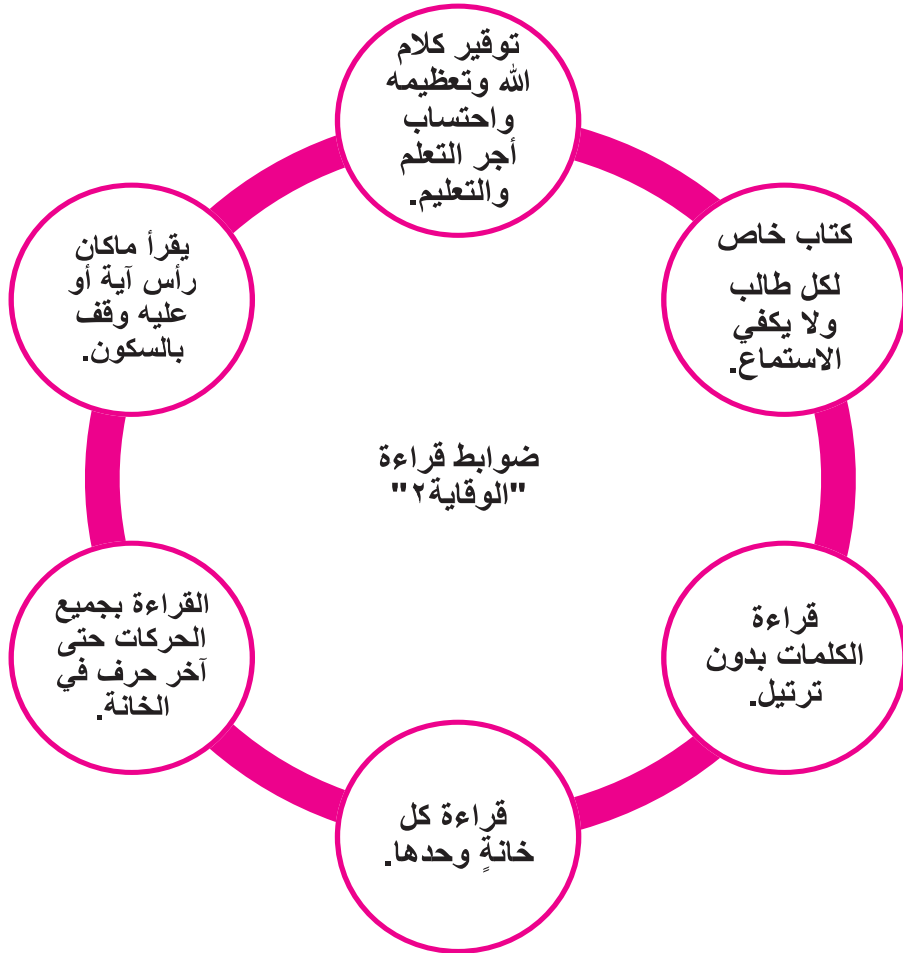 توقير كلام
الله وتعظيمه
واحتساب
أجر التعلم
والتعليم.
كتاب خاص
لكل طالب
ولا يكفي
الاستماع.
قراءة
الكلمات بدون
ترتيل.
قراءة كل
خانةٍ وحدها.
القراءة بجميع
الحركات حتى
آخر حرف في
الخانة.
يقرأ ماكان
رأس آية أو
عليه وقف
بالسكون.
ضوابط قراءة
"الوقاية٢"